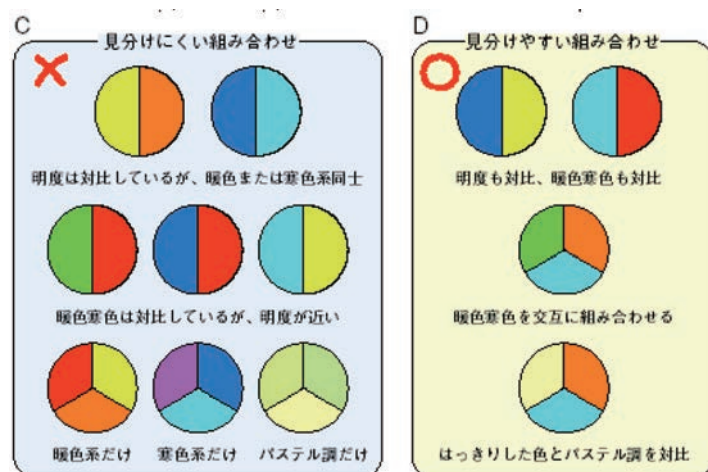 C
見分けにくい組み合わせ
明度は対比しているが、暖色または寒色系同士
暖色寒色は対比しているが、明度が近い
暖色系だけ
寒色系だけ
パステル調だけ
D
見分けやすい組み合わせ
明度も対比、暖色寒色も対比
暖色寒色を交互に組み合わせる
はっきりした色とパステル調を対比